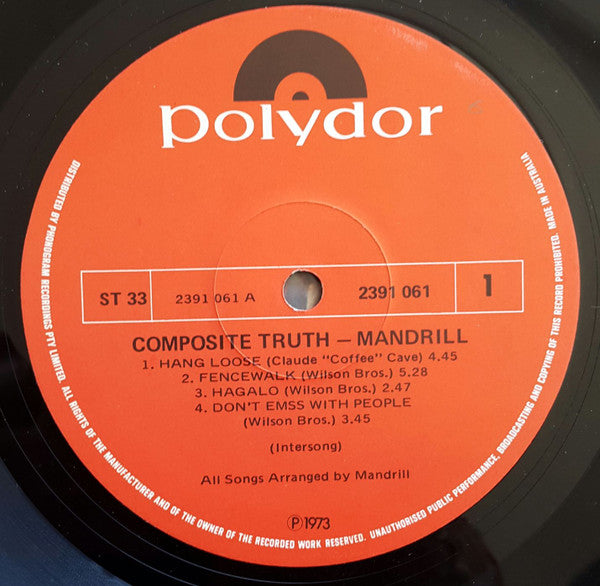 polydor
ST 33
2391 061 A
2391 061
1
COMPOSITE TRUTH – MANDRILL
1. HANG LOOSE (Claude "Coffee" Cave) 4.45
2. FENCEWALK (Wilson Bros.) 5.28
3. HAGALO (Wilson Bros.) 2.47
4. DON'T EMSS WITH PEOPLE
(Wilson Bros.) 3.45
(Intersong)
All Songs Arranged by Mandrill
Ⓟ1973
DISTRIBUTED BY PHONOGRAM RECORDINGS PTY LIMITED. ALL RIGHTS OF THE MANUFACTURER AND OF THE OWNER OF THE RECORDED WORK RESERVED. UNAUTHORISED PUBLIC PERFORMANCE, BROADCASTING AND COPYING OF THIS RECORD PROHIBITED. MADE IN AUSTRALIA